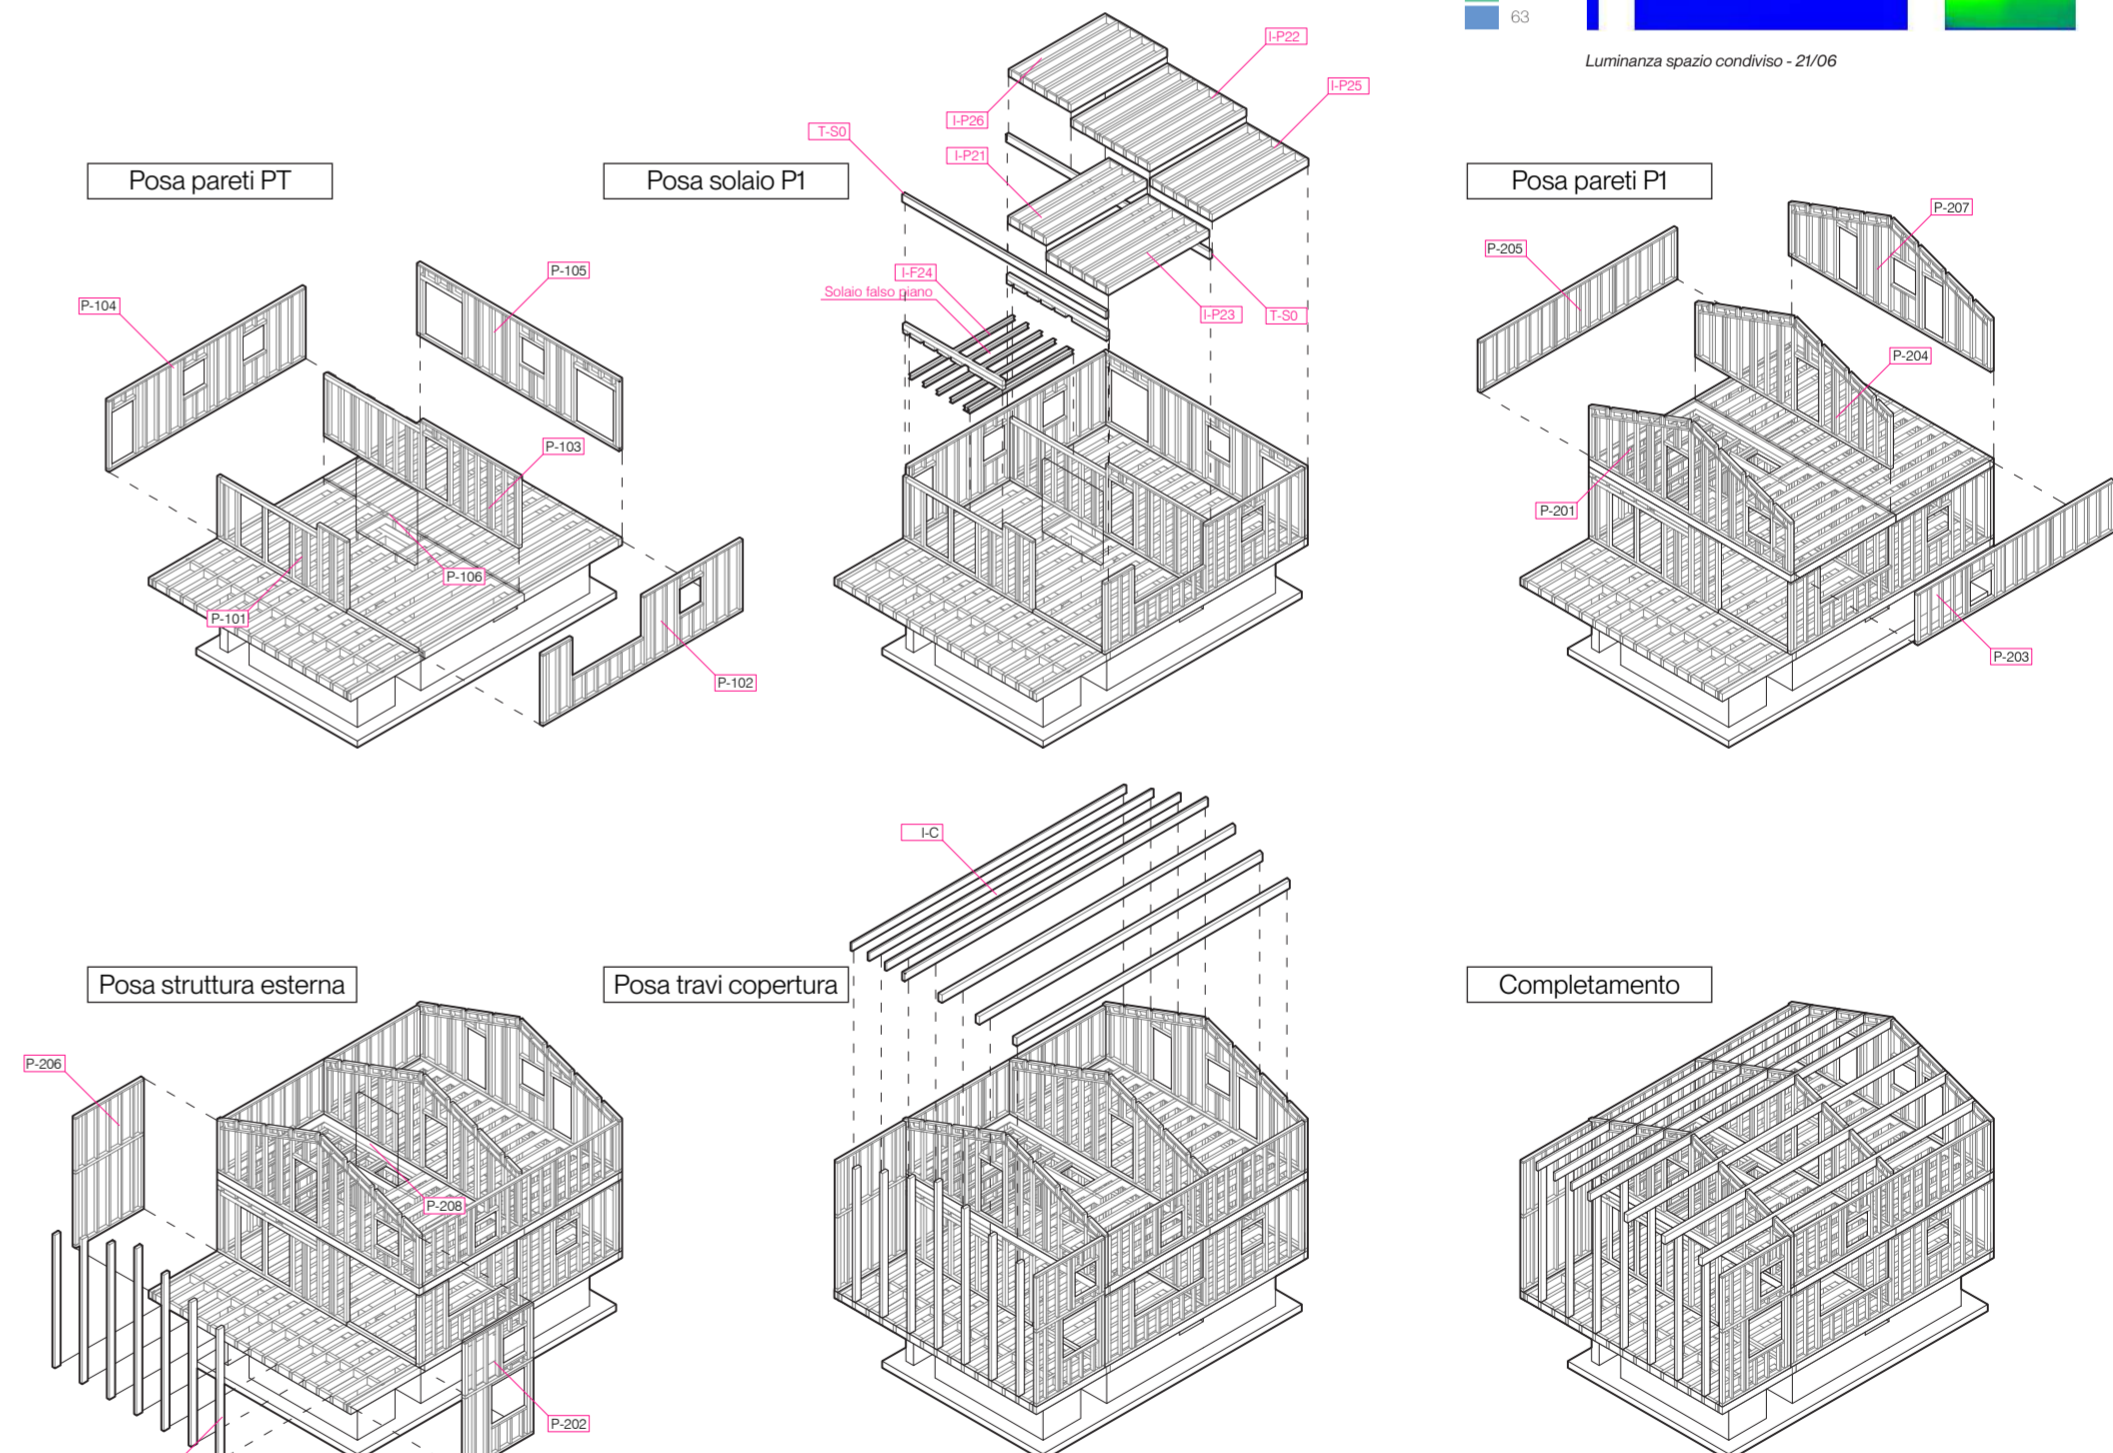 63
Luminanza spazio condiviso - 21/06
Posa pareti PT
P-104
P-105
P-103
P-106
P-101
P-102
Posa solaio P1
I-P22
I-P25
I-P26
T-S0
I-P21
I-F24
Solaio falso piano
I-P23
T-S0
Posa pareti P1
P-207
P-205
P-204
P-201
P-203
Posa struttura esterna
P-206
P-208
P-202
Posa travi copertura
I-C
Completamento